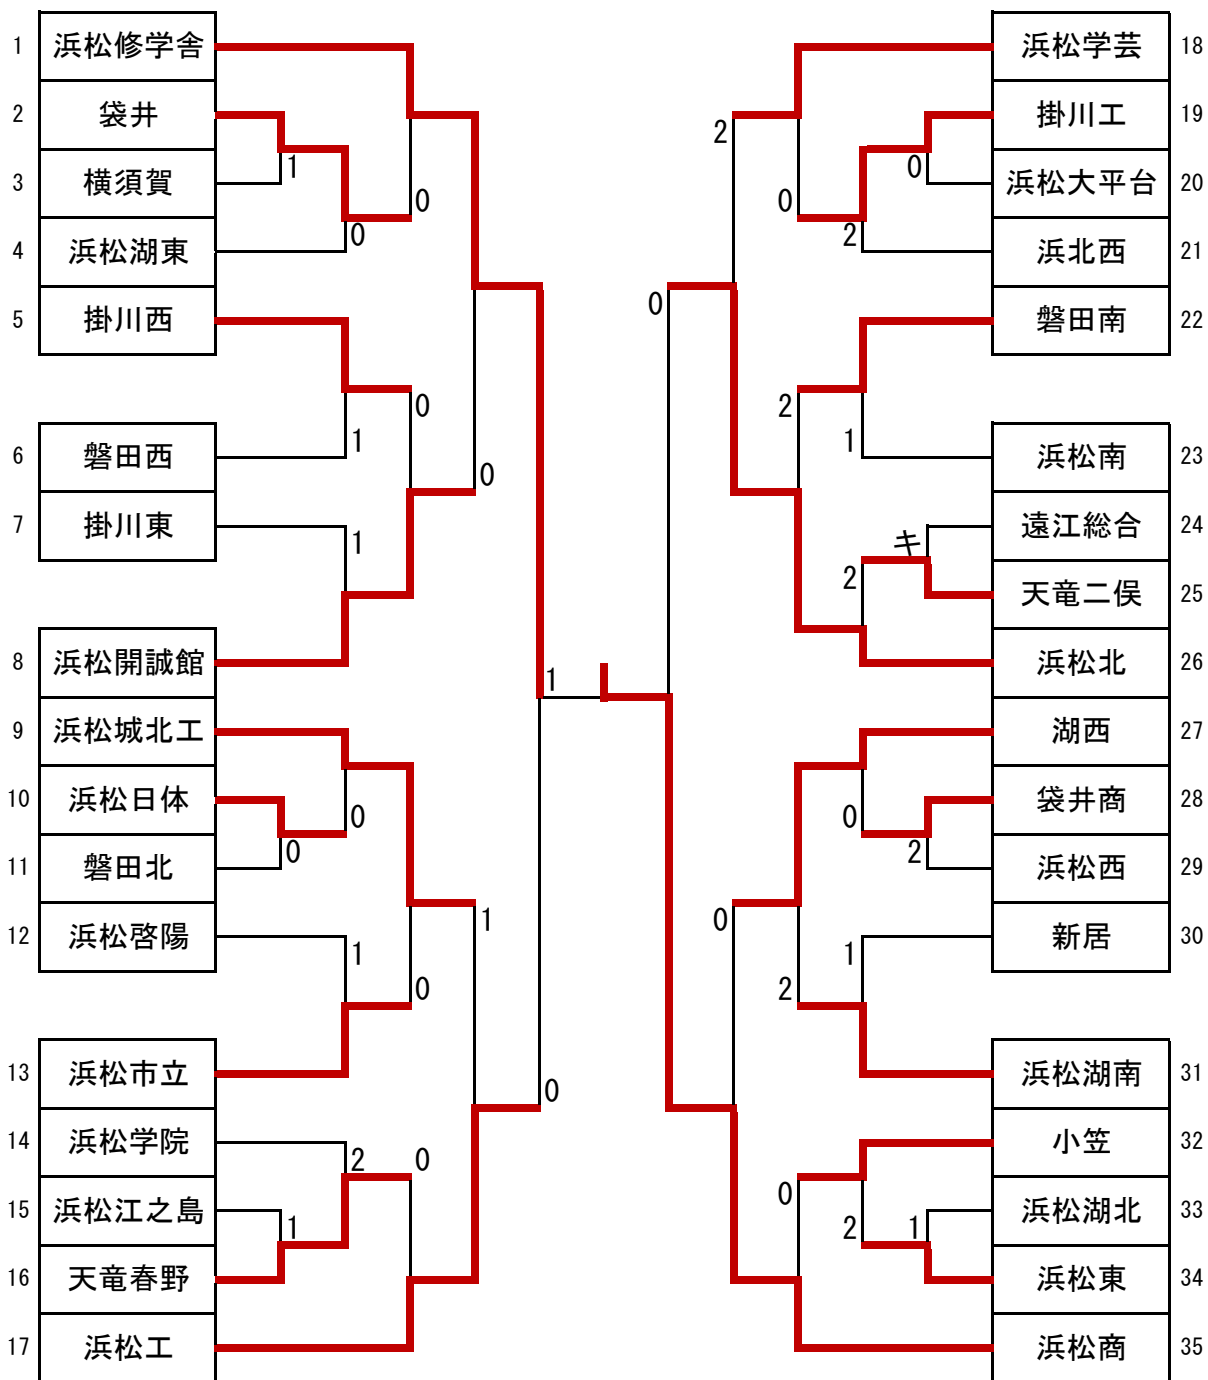 1 浜松修学舎
2 袋井
1
3 横須賀
0
4 浜松湖東
0
5 掛川西
0
6 磐田西
1
0
7 掛川東
1
8 浜松開誠館
1
9 浜松城北工
10 浜松日体
0
11 磐田北
0
12 浜松啓陽
1
1
0
13 浜松市立
0
14 浜松学院
2
0
15 浜松江之島
1
16 天竜春野
17 浜松工
浜松学芸 18
2
掛川工 19
0
浜松大平台 20
0
2
浜北西 21
0
磐田南 22
2
1
浜松南 23
遠江総合 24
キ
2
天竜二俣 25
浜松北 26
湖西 27
袋井商 28
0
2
浜松西 29
0
新居 30
1
2
浜松湖南 31
小笠 32
0
浜松湖北 33
2
1
浜松東 34
浜松商 35